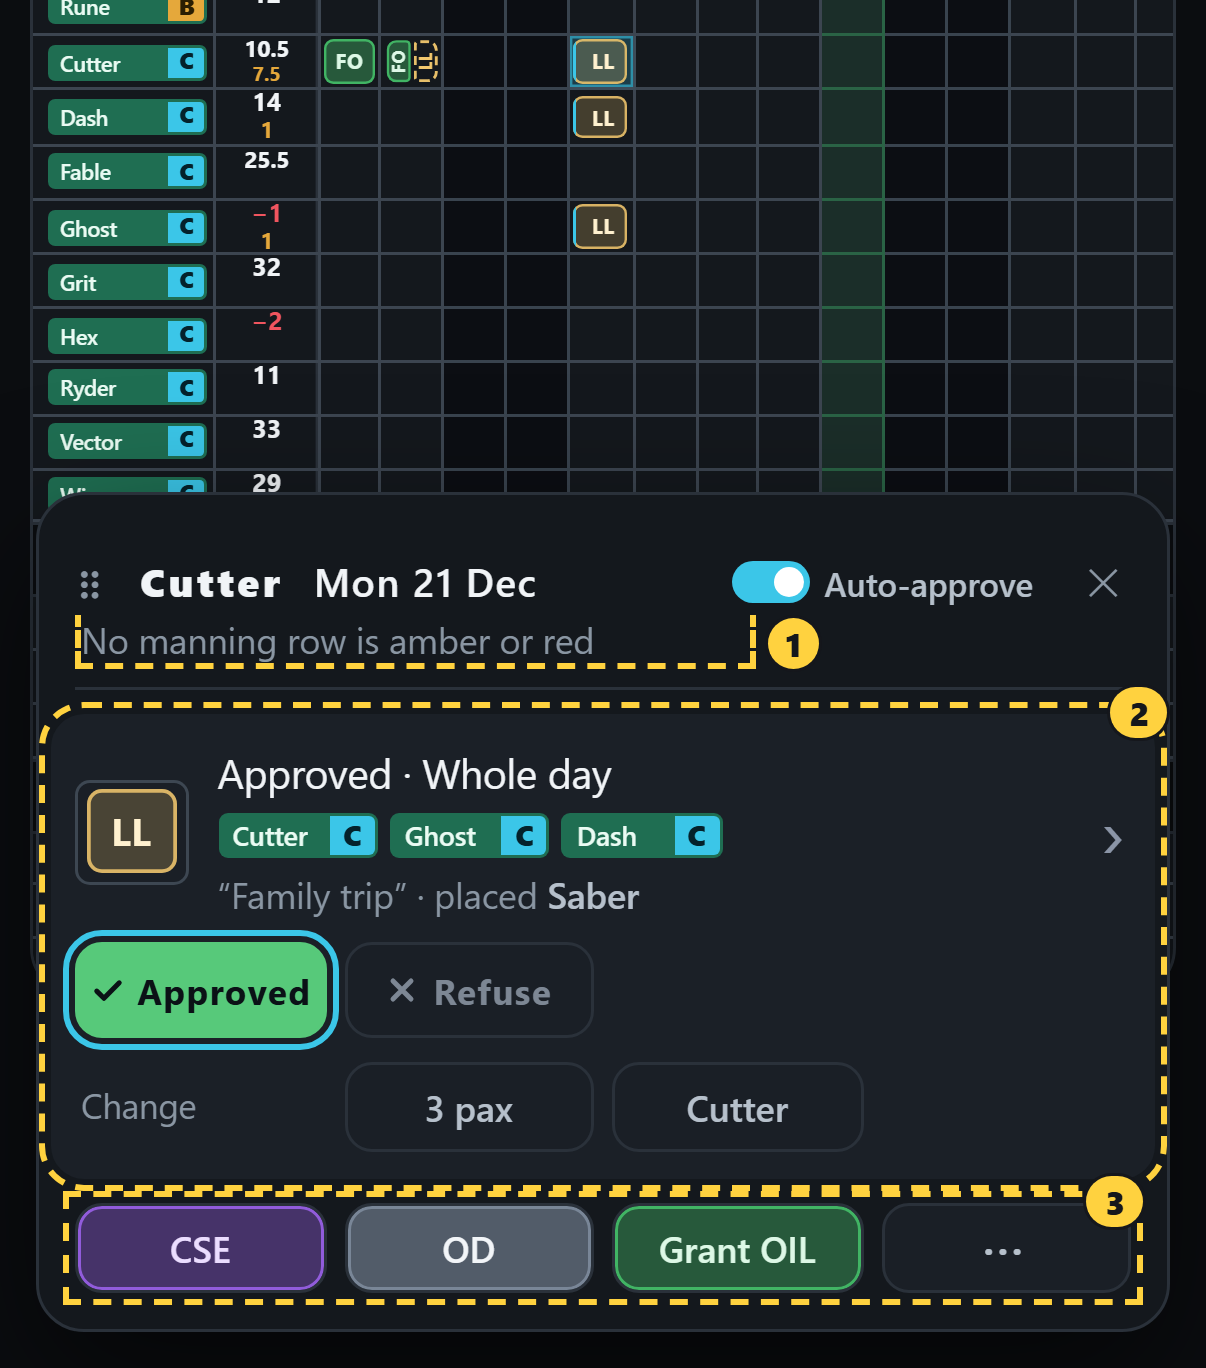 Rune B 12
Cutter C 10.5 FO FO LL LL
7.5
Dash C 14 LL
1
Fable C 25.5
Ghost C −1 LL
1
Grit C 32
Hex C −2
Ryder C 11
Vector C 33
C 29
Cutter Mon 21 Dec Auto-approve
No manning row is amber or red 1
2
LL Approved · Whole day
Cutter C Ghost C Dash C
“Family trip” · placed Saber
Approved Refuse
Change 3 pax Cutter
3
CSE OD Grant OIL ...